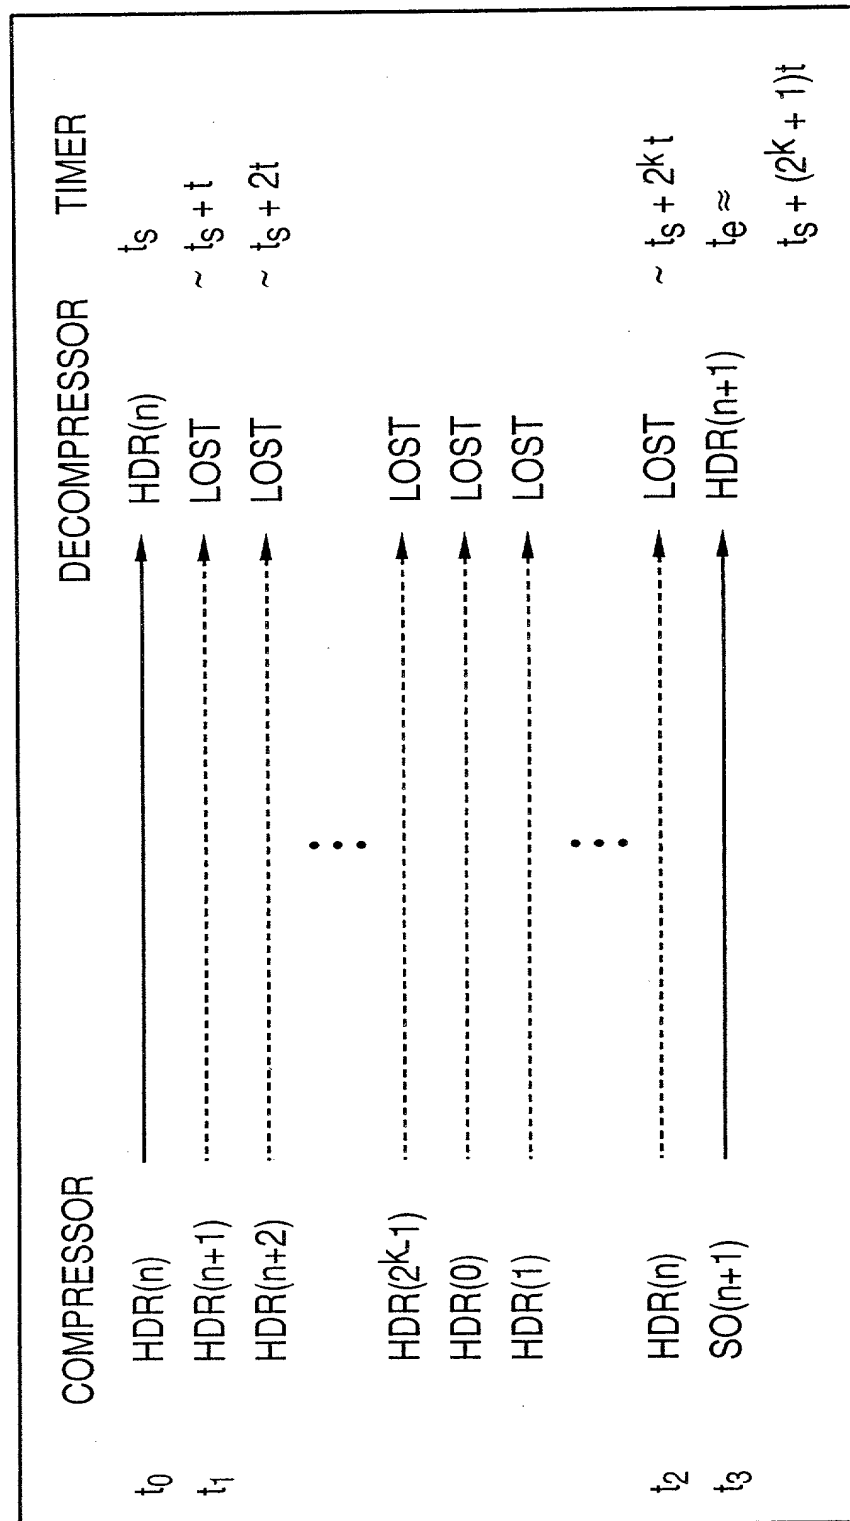 COMPRESSOR DECOMPRESSOR TIMER
t₀ HDR(n) HDR(n) tₛ
t₁ HDR(n+1) LOST ~ tₛ + t
HDR(n+2) LOST ~ tₛ + 2t
HDR(2ᵏ-1) LOST
HDR(0) LOST
HDR(1) LOST
t₂ HDR(n) LOST ~ tₛ + 2ᵏ t
t₃ SO(n+1) HDR(n+1) tₑ ≈
tₛ + (2ᵏ + 1)t